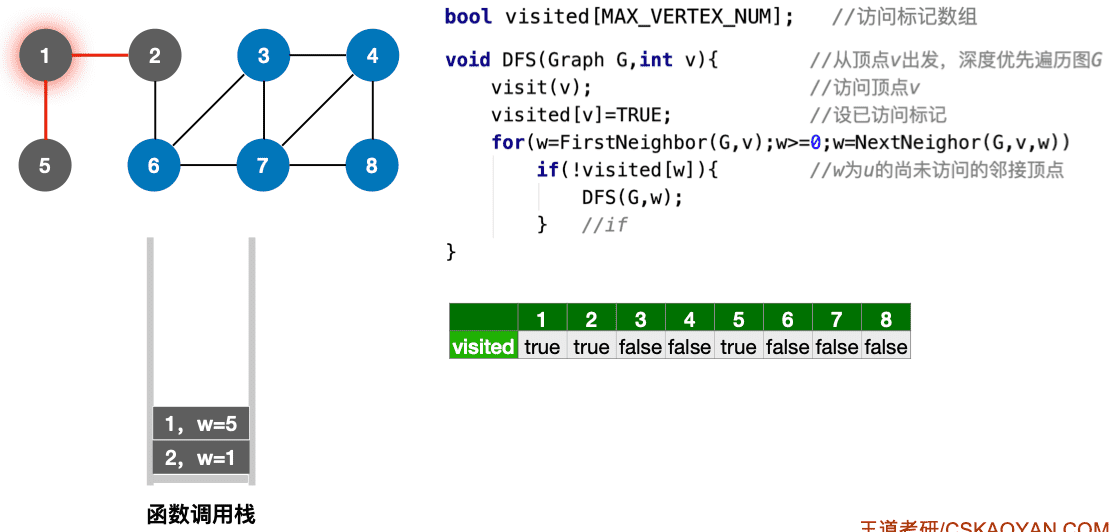 1
2
3
4
5
6
7
8
bool visited[MAX_VERTEX_NUM]; //访问标记数组
void DFS(Graph G,int v){ //从顶点v出发，深度优先遍历图G
visit(v); //访问顶点v
visited[v]=TRUE; //设已访问标记
for(w=FirstNeighbor(G,v);w>=0;w=NextNeighor(G,v,w))
if(!visited[w]){ //w为u的尚未访问的邻接顶点
DFS(G,w);
} //if
}
1 2 3 4 5 6 7 8
visited true true false false true false false false
1, w=5
2, w=1
函数调用栈
王道考研/CSKAOYAN.COM